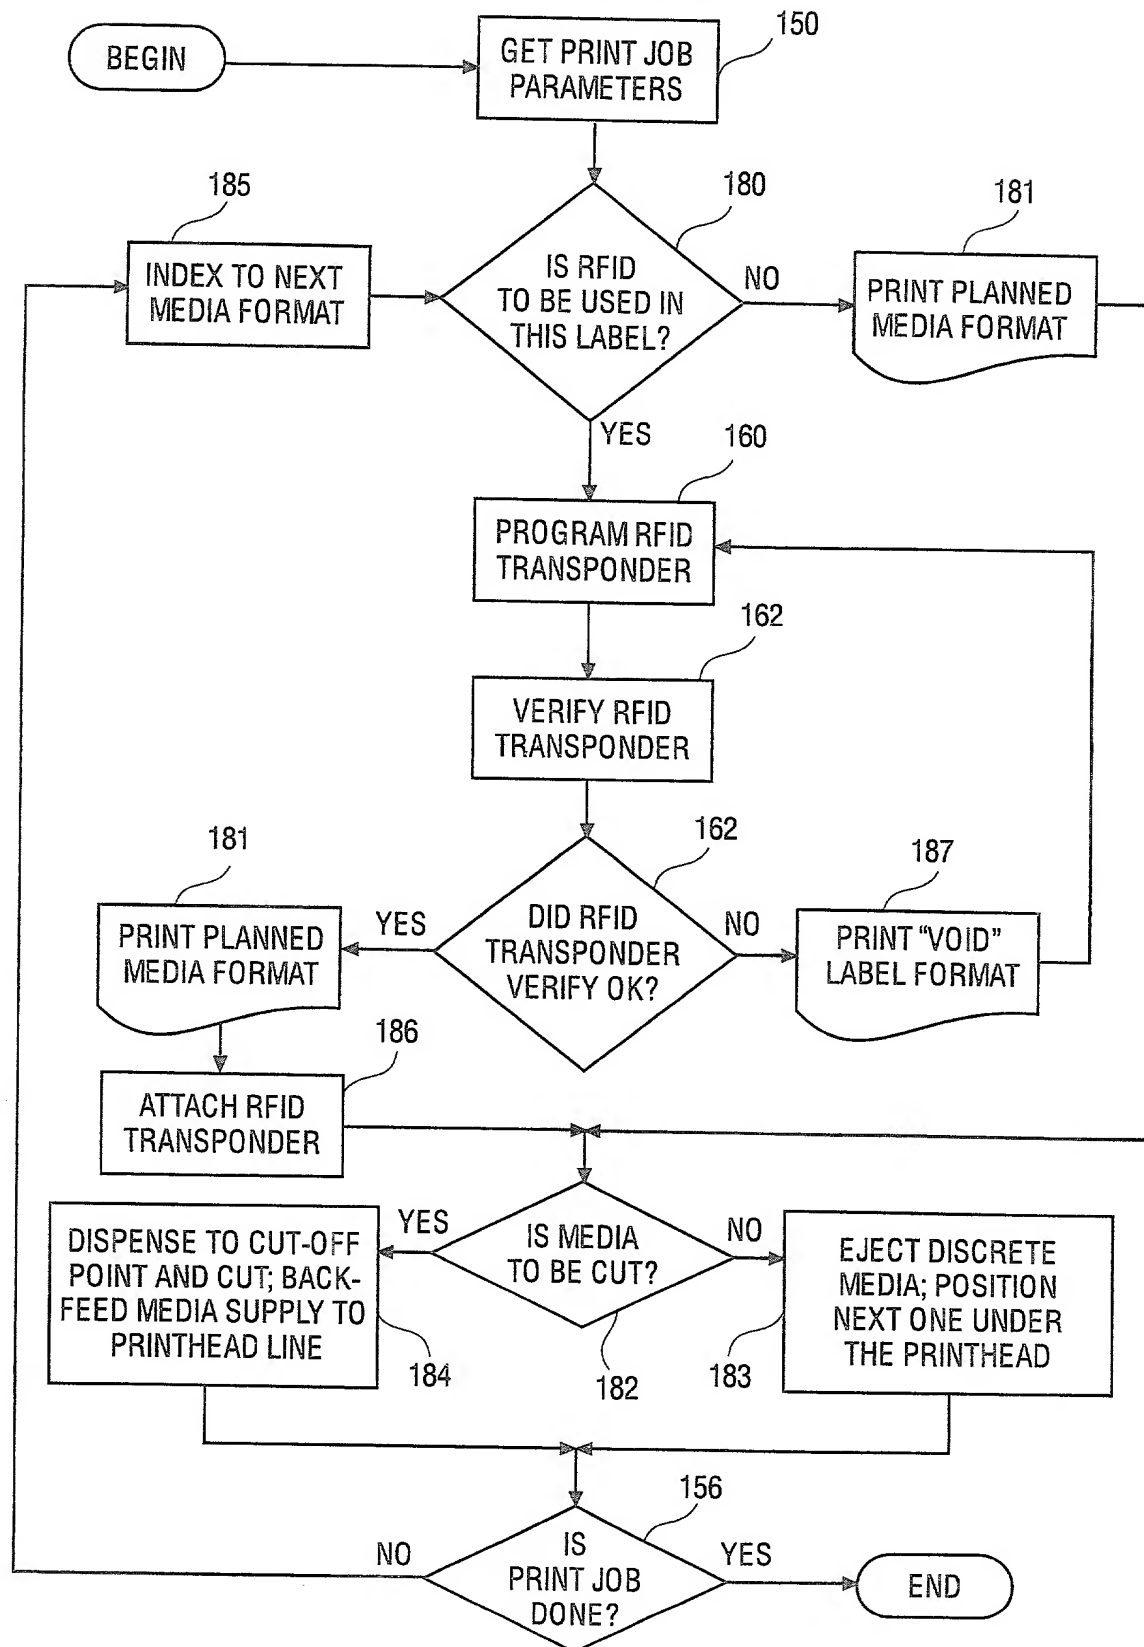 BEGIN
GET PRINT JOB
PARAMETERS
150
185
INDEX TO NEXT
MEDIA FORMAT
180
IS RFID
TO BE USED IN
THIS LABEL?
NO
181
PRINT PLANNED
MEDIA FORMAT
YES
160
PROGRAM RFID
TRANSPONDER
162
VERIFY RFID
TRANSPONDER
162
DID RFID
TRANSPONDER
VERIFY OK?
YES
181
PRINT PLANNED
MEDIA FORMAT
NO
187
PRINT “VOID”
LABEL FORMAT
186
ATTACH RFID
TRANSPONDER
IS MEDIA
TO BE CUT?
182
YES
DISPENSE TO CUT-OFF
POINT AND CUT; BACK-
FEED MEDIA SUPPLY TO
PRINTHEAD LINE
184
NO
EJECT DISCRETE
MEDIA; POSITION
NEXT ONE UNDER
THE PRINTHEAD
183
156
IS
PRINT JOB
DONE?
NO
YES
END